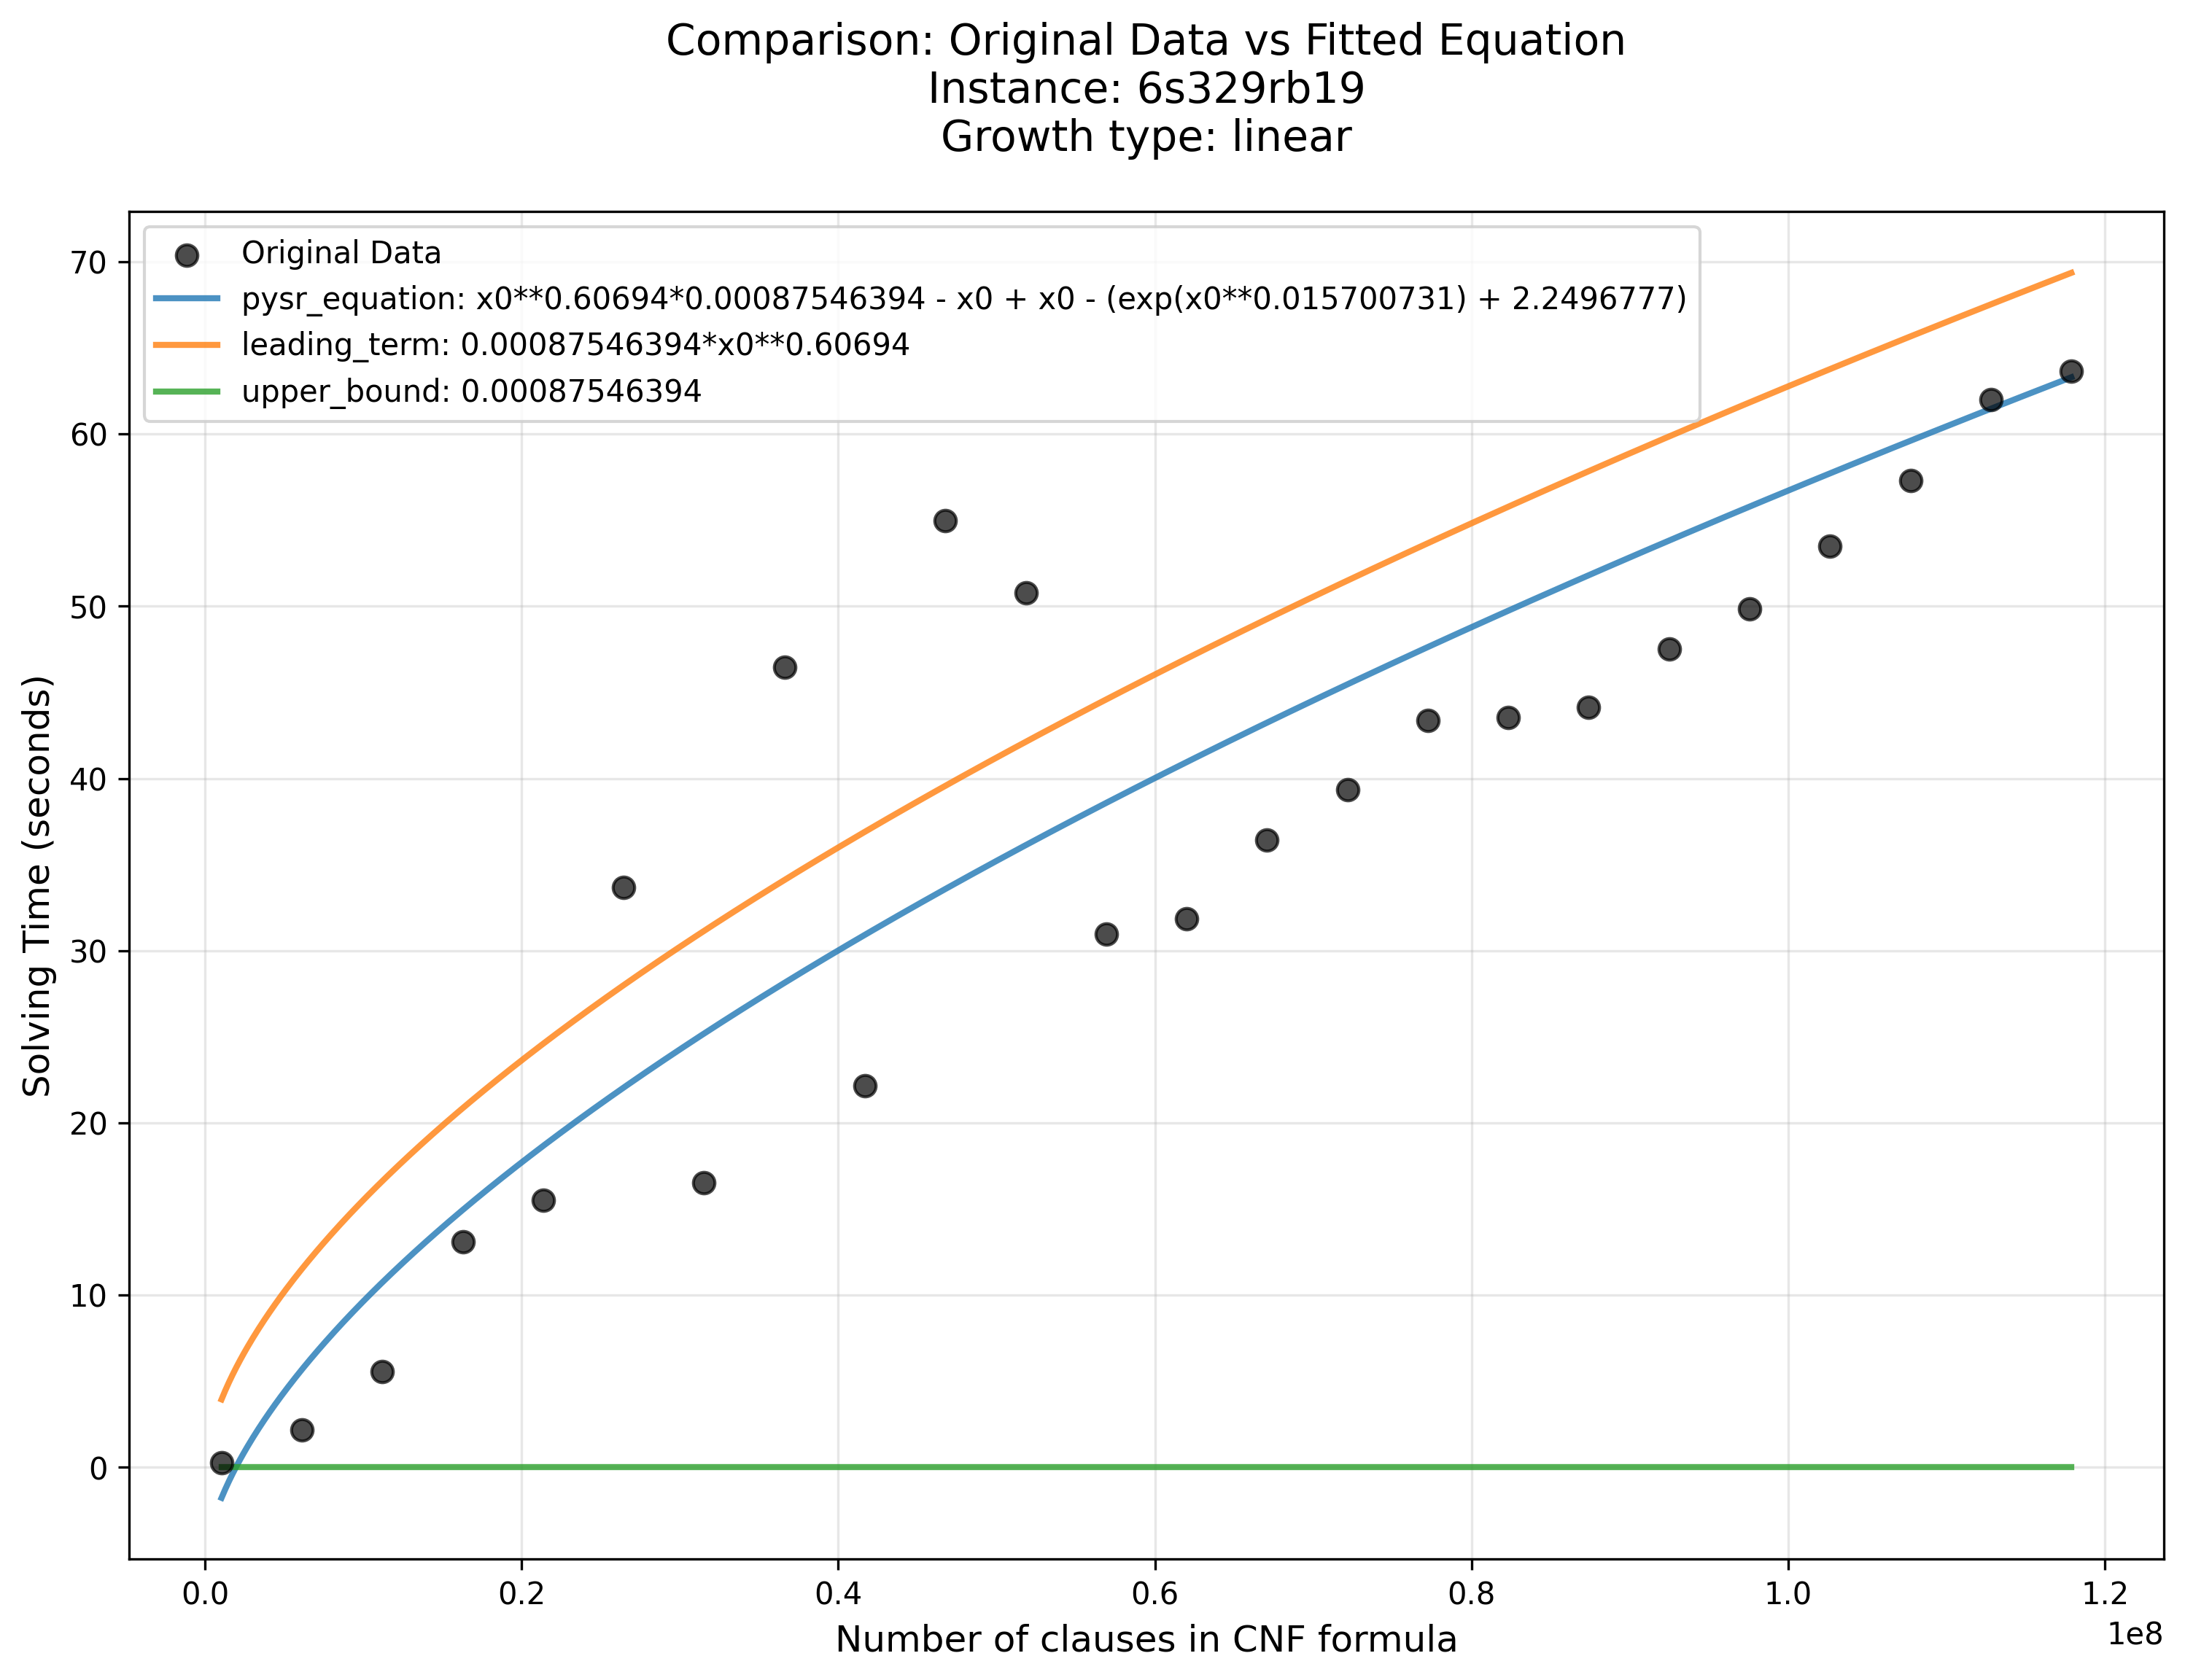 Comparison: Original Data vs Fitted Equation
Instance: 6s329rb19
Growth type: linear
Original Data
pysr_equation: x0**0.60694*0.00087546394 - x0 + x0 - (exp(x0**0.015700731) + 2.2496777)
leading_term: 0.00087546394*x0**0.60694
upper_bound: 0.00087546394
70
60
50
40
30
20
10
0
Solving Time (seconds)
0.0 0.2 0.4 0.6 0.8 1.0 1.2
1e8
Number of clauses in CNF formula